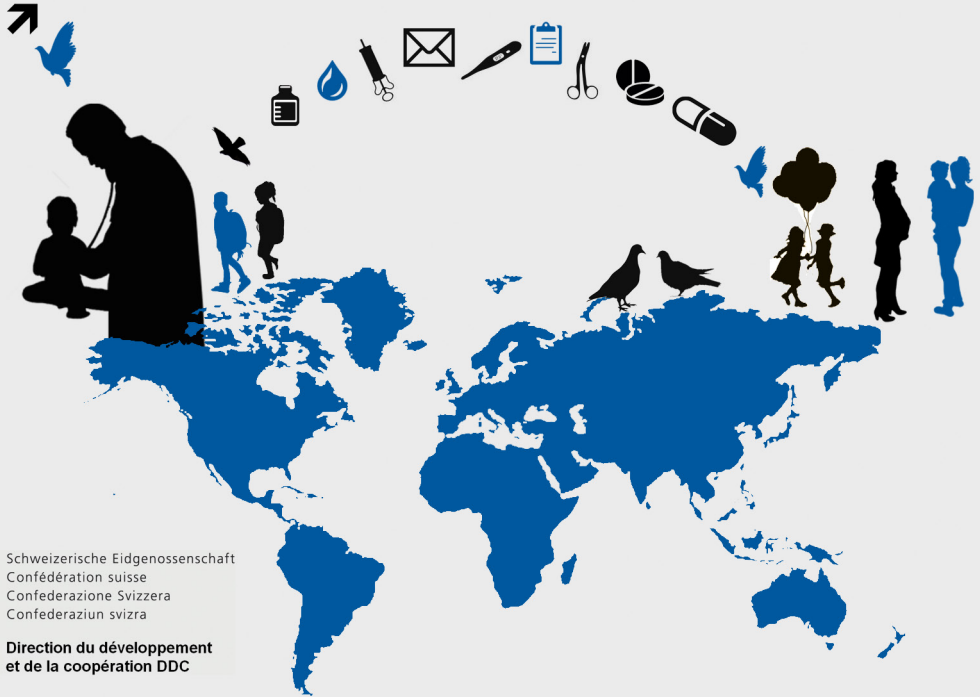 Schweizerische Eidgenossenschaft
Confédération suisse
Confederazione Svizzera
Confederaziun svizra
Direction du développement
et de la coopération DDC